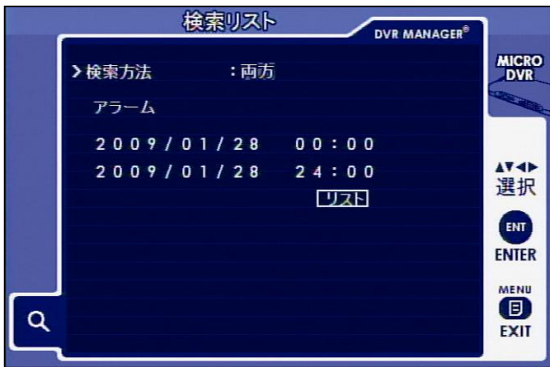 検索リスト
DVR MANAGER®
MICRO
DVR
>検索方法 :両方
アラーム
2009/01/28 00:00
2009/01/28 24:00
リスト
▲▼◀▶
選択
ENT
ENTER
MENU
EXIT